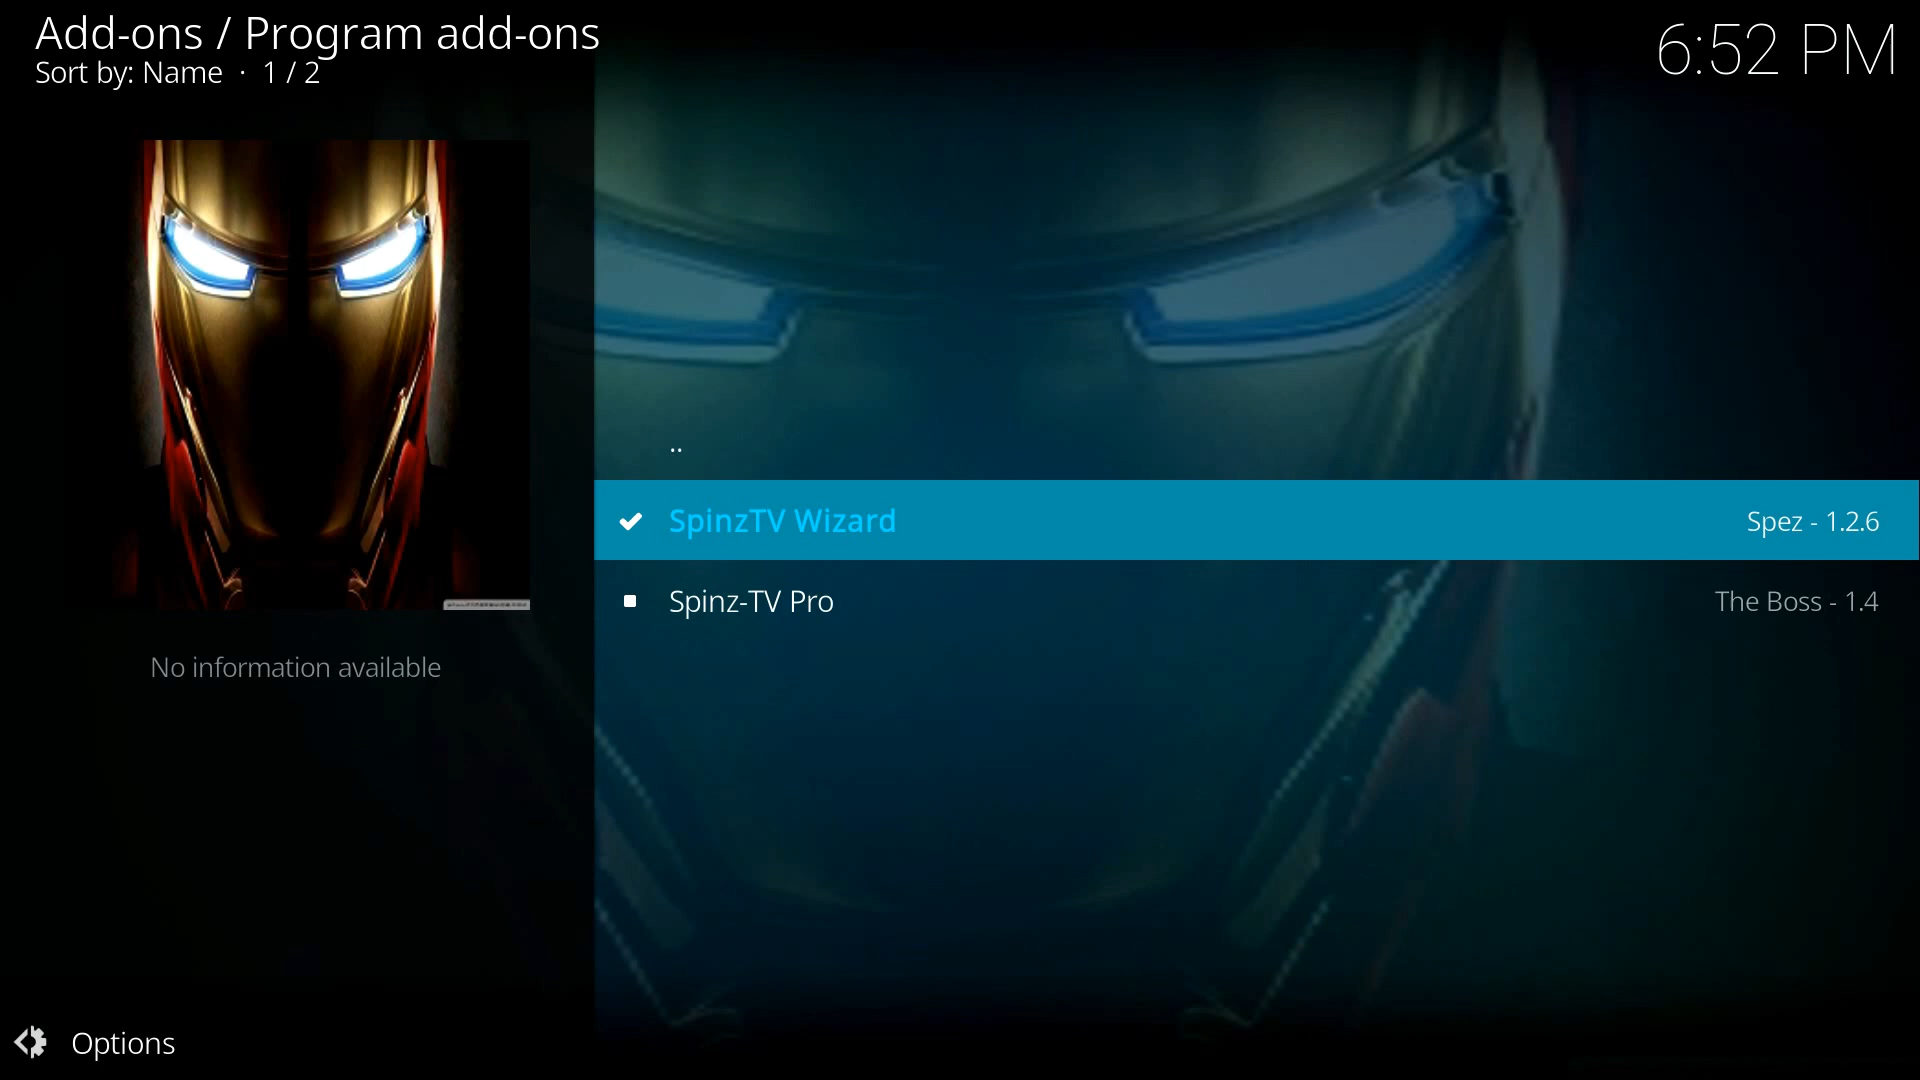 Add-ons / Program add-ons
Sort by: Name · 1 / 2
6:52 PM
..
SpinzTV Wizard
Spez - 1.2.6
Spinz-TV Pro
The Boss - 1.4
No information available
Options